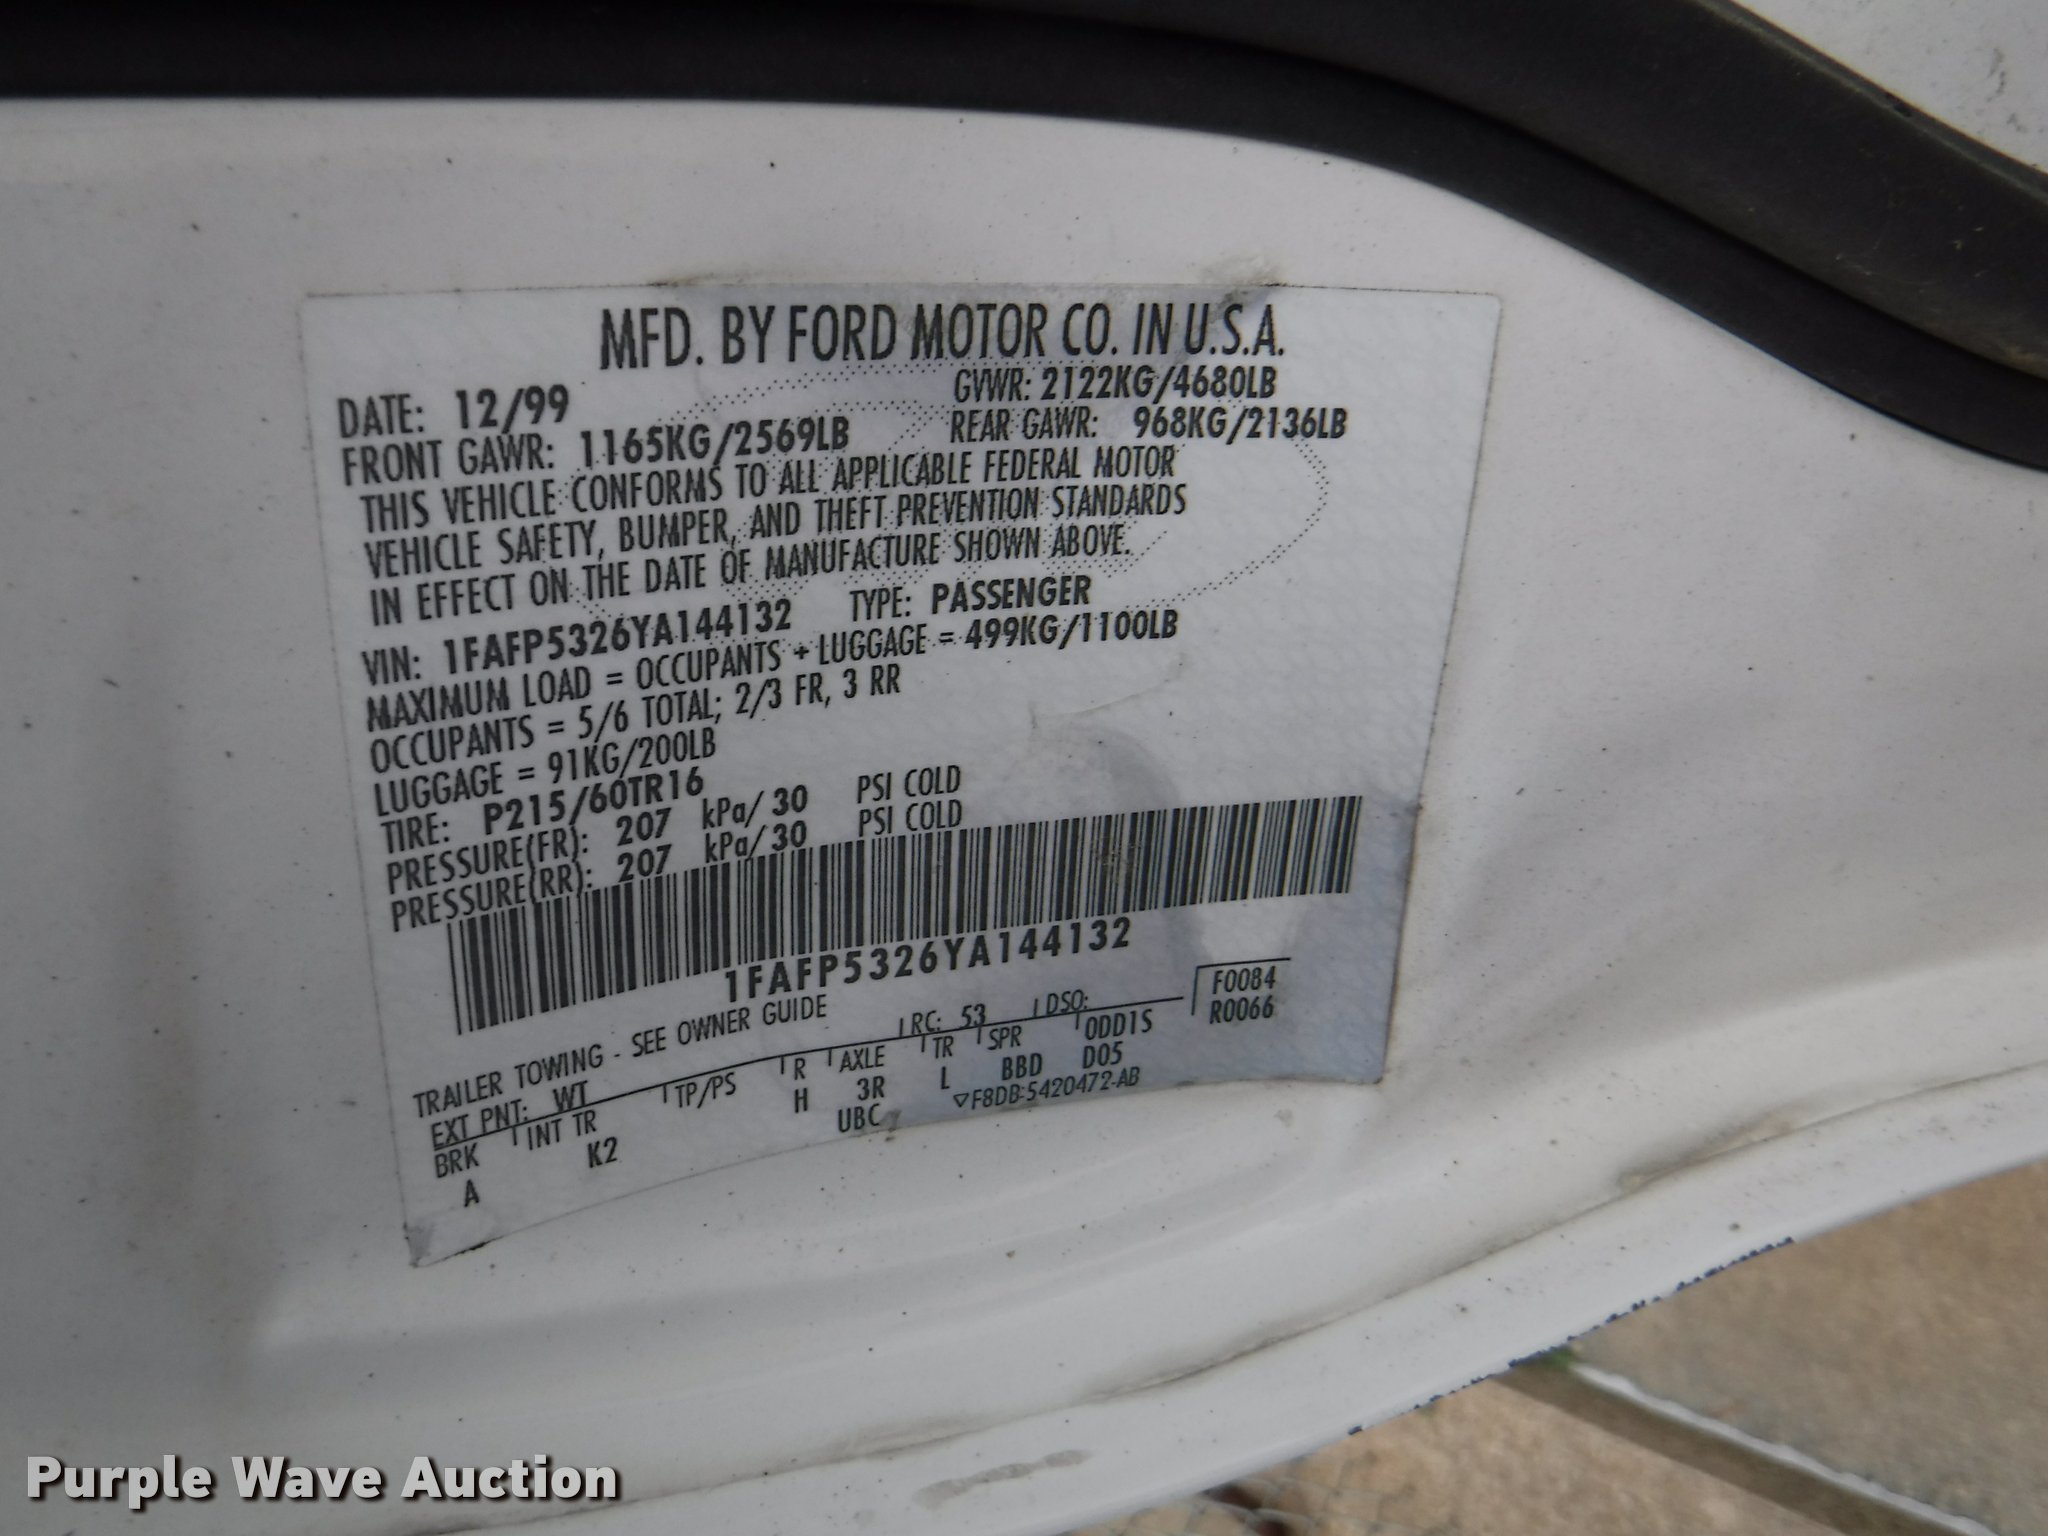 MFD. BY FORD MOTOR CO. IN U.S.A.
DATE: 12/99 GVWR: 2122KG/4680LB
FRONT GAWR: 1165KG/2569LB REAR GAWR: 968KG/2136LB
THIS VEHICLE CONFORMS TO ALL APPLICABLE FEDERAL MOTOR
VEHICLE SAFETY, BUMPER, AND THEFT PREVENTION STANDARDS
IN EFFECT ON THE DATE OF MANUFACTURE SHOWN ABOVE.
VIN: 1FAFP5326YA144132 TYPE: PASSENGER
MAXIMUM LOAD = OCCUPANTS + LUGGAGE = 499KG/1100LB
OCCUPANTS = 5/6 TOTAL; 2/3 FR, 3 RR
LUGGAGE = 91KG/200LB
TIRE: P215/60TR16
PRESSURE(FR): 207 kPa/ 30 PSI COLD
PRESSURE(RR): 207 kPa/ 30 PSI COLD
1FAFP5326YA144132
TRAILER TOWING - SEE OWNER GUIDE
EXT PNT: WT RC: 53 DSO: F0084
BRK INT TR TP/PS R AXLE TR SPR ODD1S R0066
A K2 H 3R L BBD D05
UBC ▽F8DB-5420472-AB
Purple Wave Auction